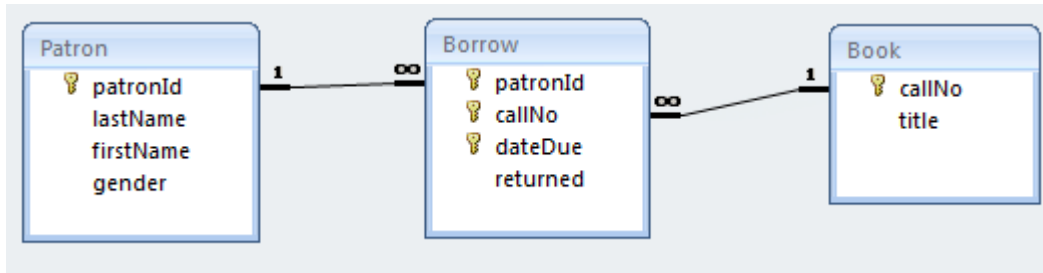 Patron
patronId
lastName
firstName
gender
1
∞
Borrow
patronId
callNo
dateDue
returned
∞
1
Book
callNo
title